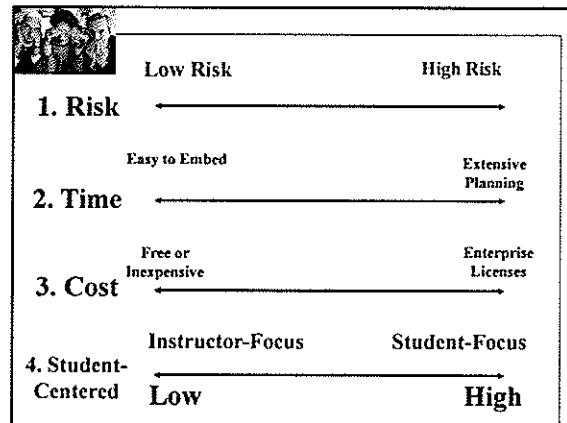 Low Risk High Risk
1. Risk
Easy to Embed Extensive
Planning
2. Time
Free or
Inexpensive
Enterprise
Licenses
3. Cost
Instructor-Focus Student-Focus
4. Student-
Centered
Low High